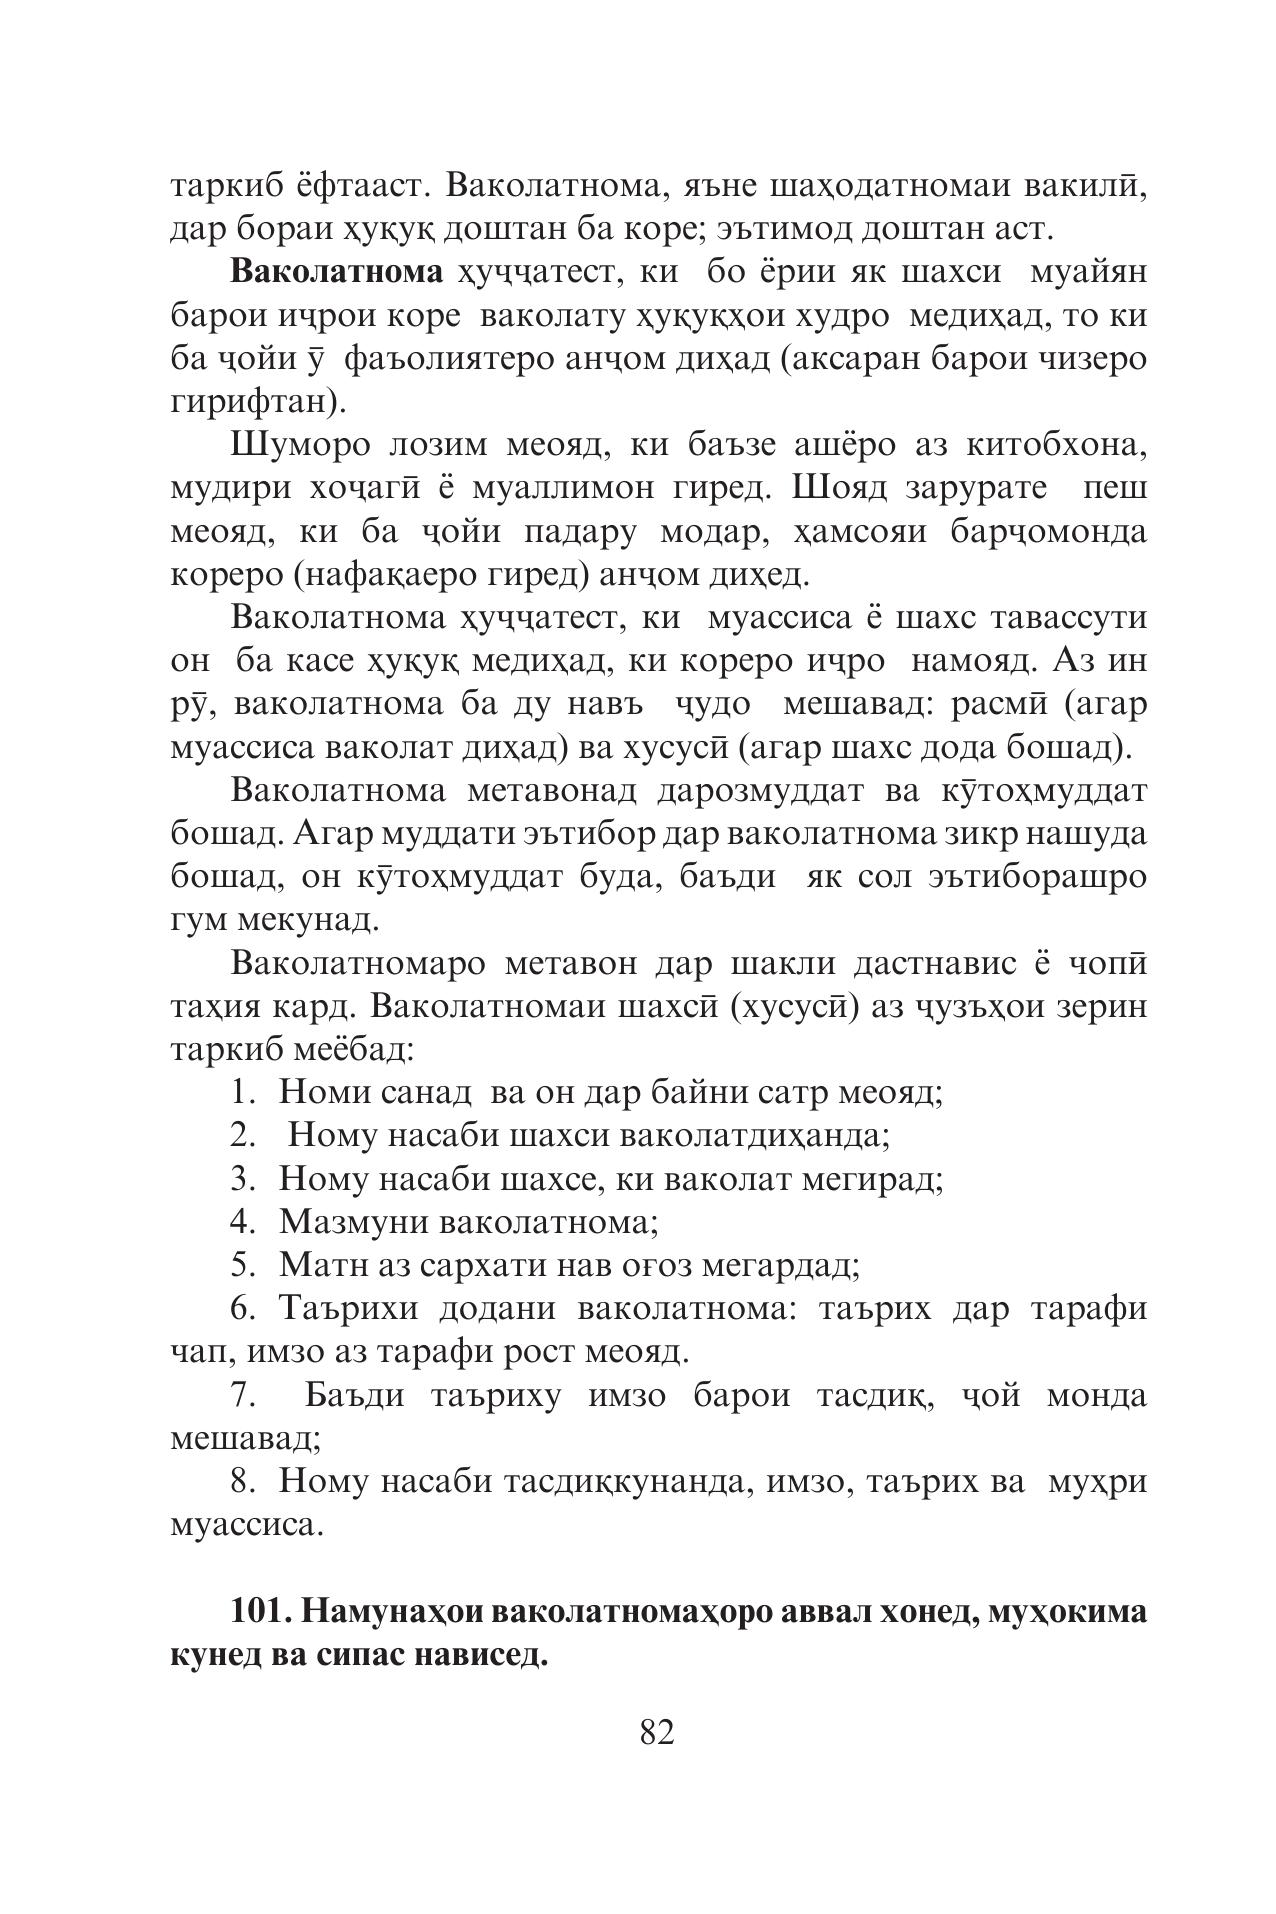 таркиб ёфтааст. Ваколатнома, яъне шаҳодатномаи вакилӣ,
дар бораи ҳуқуқ доштан ба коре; эътимод доштан аст.
Ваколатнома ҳуҷҷатест, ки бо ёрии як шахси муайян
барои иҷрои коре ваколату ҳуқуқҳои худро медиҳад, то ки
ба ҷойи ӯ фаъолиятеро анҷом диҳад (аксаран барои чизеро
гирифтан).
Шуморо лозим меояд, ки баъзе ашёро аз китобхона,
мудири хоҷагӣ ё муаллимон гиред. Шояд зарурате пеш
меояд, ки ба ҷойи падару модар, ҳамсояи барҷомонда
кореро (нафақаеро гиред) анҷом диҳед.
Ваколатнома ҳуҷҷатест, ки муассиса ё шахс тавассути
он ба касе ҳуқуқ медиҳад, ки кореро иҷро намояд. Аз ин
рӯ, ваколатнома ба ду навъ ҷудо мешавад: расмӣ (агар
муассиса ваколат диҳад) ва хусусӣ (агар шахс дода бошад).
Ваколатнома метавонад дарозмуддат ва кӯтоҳмуддат
бошад. Агар муддати эътибор дар ваколатнома зикр нашуда
бошад, он кӯтоҳмуддат буда, баъди як сол эътиборашро
гум мекунад.
Ваколатномаро метавон дар шакли дастнавис ё чопӣ
таҳия кард. Ваколатномаи шахсӣ (хусусӣ) аз ҷузъҳои зерин
таркиб меёбад:
1. Номи санад ва он дар байни сатр меояд;
2. Ному насаби шахси ваколатдиҳанда;
3. Ному насаби шахсе, ки ваколат мегирад;
4. Мазмуни ваколатнома;
5. Матн аз сархати нав оғоз мегардад;
6. Таърихи додани ваколатнома: таърих дар тарафи
чап, имзо аз тарафи рост меояд.
7. Баъди таъриху имзо барои тасдиқ, ҷой монда
мешавад;
8. Ному насаби тасдиқкунанда, имзо, таърих ва муҳри
муассиса.
101. Намунаҳои ваколатномаҳоро аввал хонед, муҳокима
кунед ва сипас нависед.
82